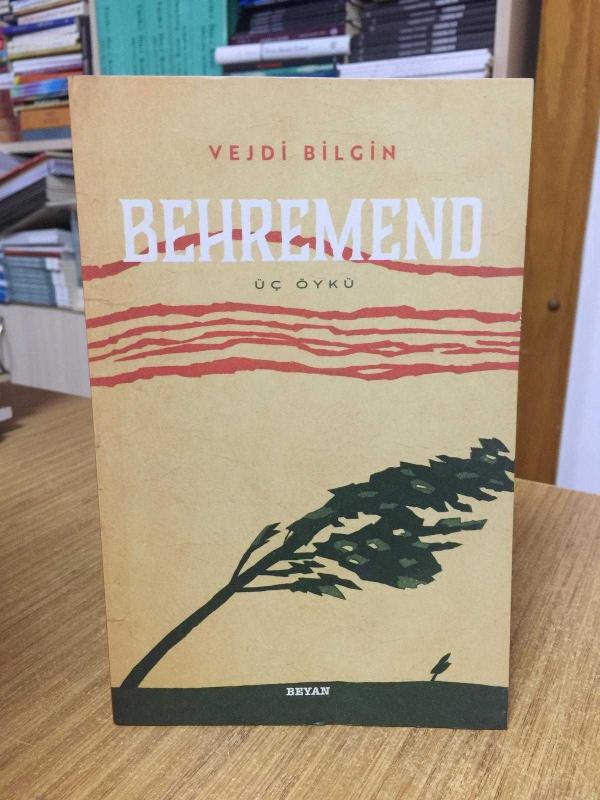 VEJDİ BİLGİN
BEHREMEND
ÜÇ ÖYKÜ
BEYAN